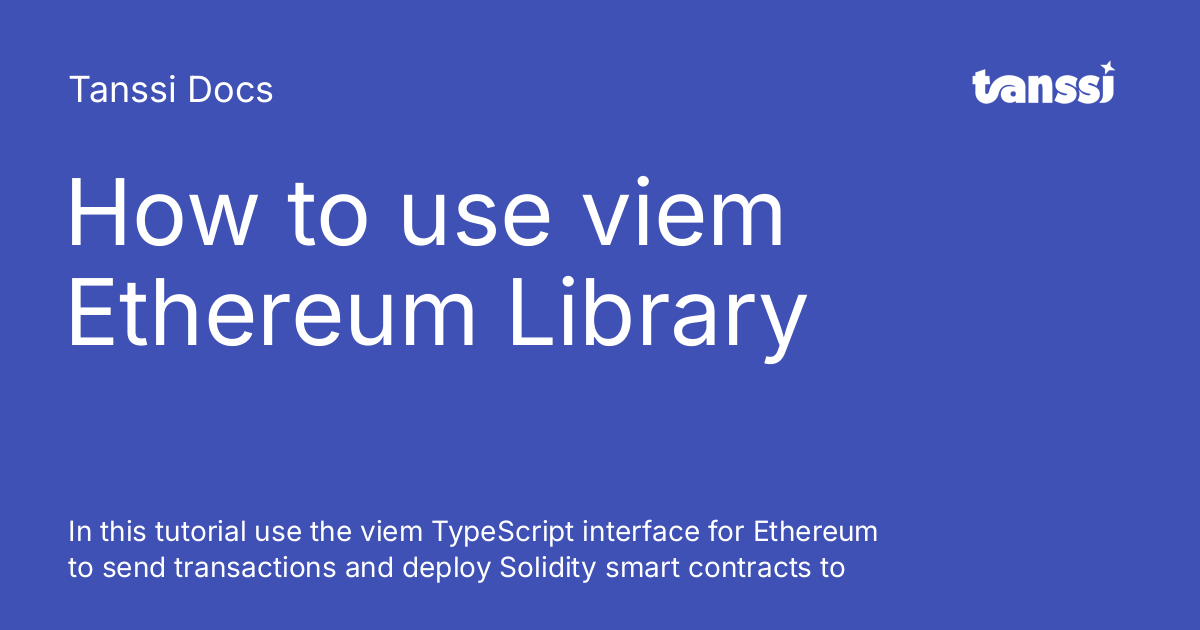 Tanssi Docs
tanssi
How to use viem
Ethereum Library
In this tutorial use the viem TypeScript interface for Ethereum
to send transactions and deploy Solidity smart contracts to